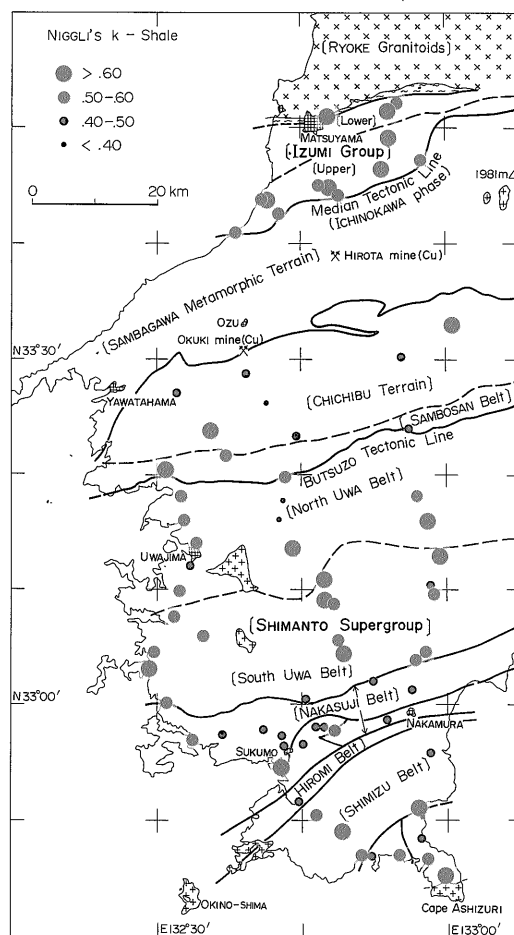 NIGGLI'S k - SHALE
> .60
.50-60
.40-.50
< .40
0 20 km
(RYOKE GRANITOIDS)
(Lower)
MATSUYAMA
(IZUMI GROUP)
(Upper)
MEDIAN TECTONIC LINE
(ICHINOKAWA PHASE)
1981m
(SAMBAGAWA METAMORPHIC TERRAIN)
HIROTA mine(Cu)
OZU
OKUKI mine(Cu)
N33°30'
(CHICHIBU TERRAIN)
YAWATAHAMA
(SAMBOSAN BELT)
BUTSUZO TECTONIC LINE
(NORTH UWA BELT)
UWAJIMA
(SHIMANTO Supergroup)
(SOUTH UWA BELT)
N33°00'
(NAKASUJI BELT)
NAKAMURA
SUKUMO
(HIROMI BELT)
(SHIMIZU BELT)
OKINO-SHIMA
CAPE ASHIZURI
E132°30'
E133°00'